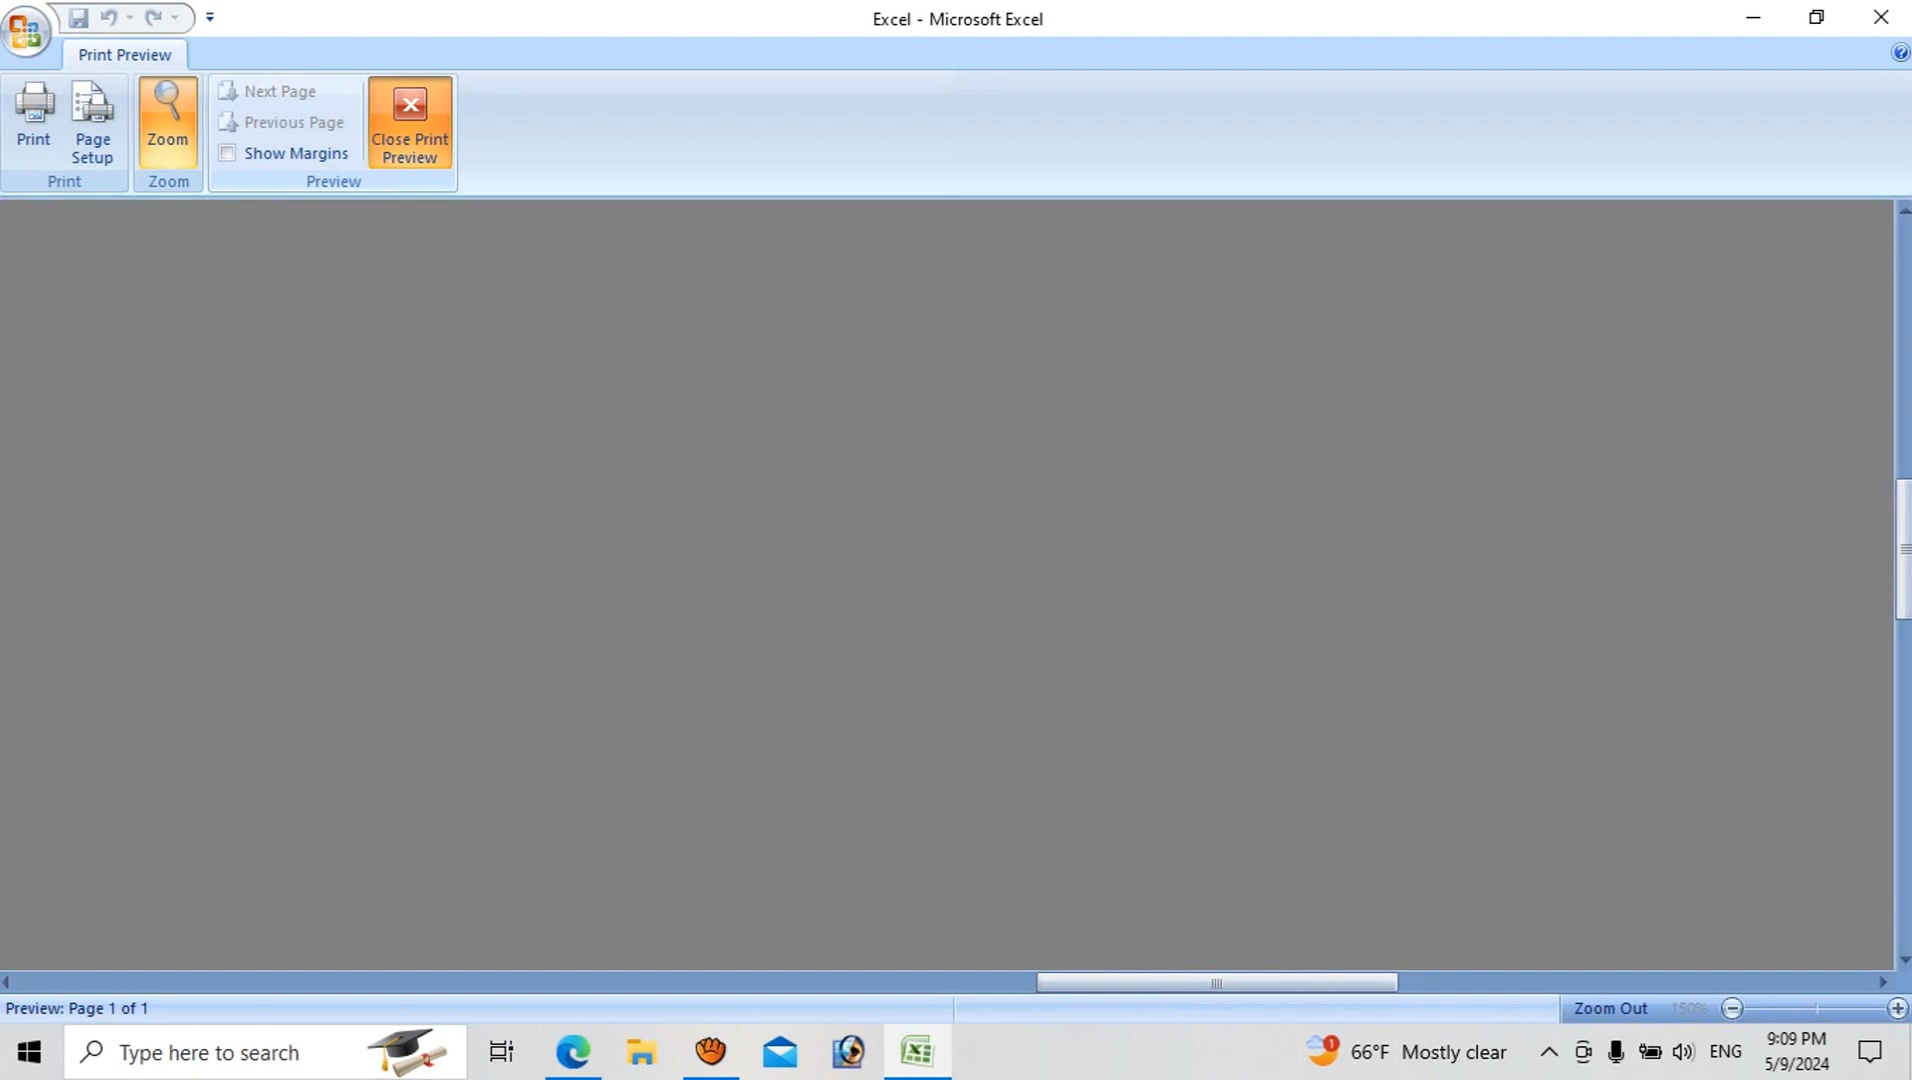 Excel - Microsoft Excel
Print Preview
Print
Page Setup
Zoom
Next Page
Previous Page
Show Margins
Close Print Preview
Print
Zoom
Preview
Preview: Page 1 of 1
Zoom Out
150%
Type here to search
1
66°F Mostly clear
ENG
9:09 PM
5/9/2024